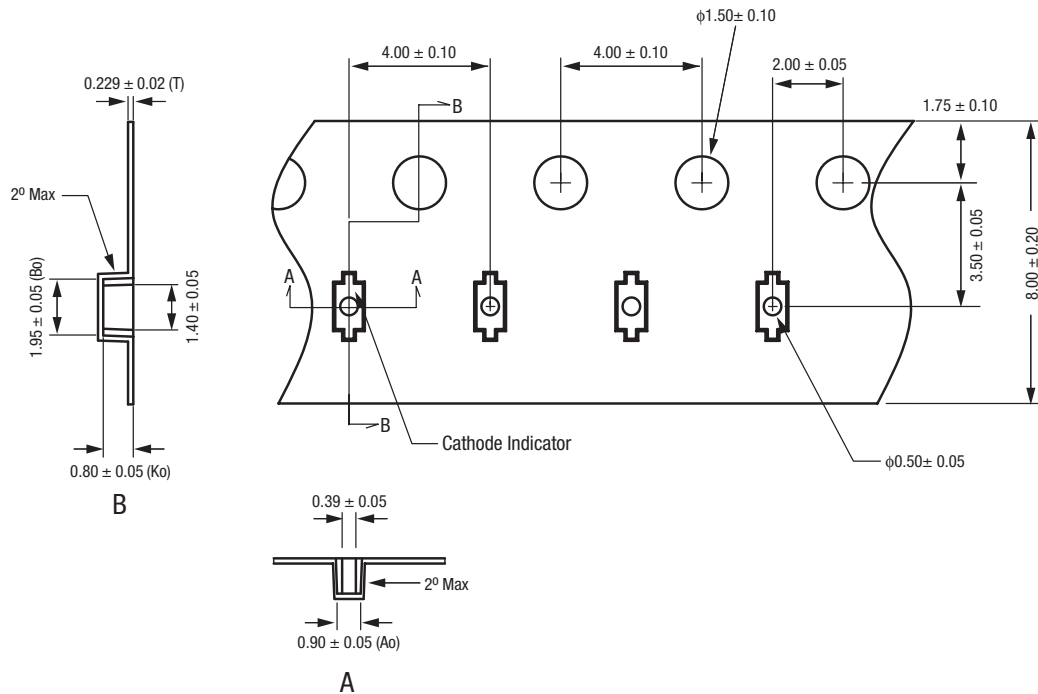 ϕ1.50± 0.10
4.00 ± 0.10
4.00 ± 0.10
2.00 ± 0.05
0.229 ± 0.02 (T)
B
1.75 ± 0.10
2º Max
3.50 ± 0.05
8.00 ± 0.20
1.95 ± 0.05 (Bo)
1.40 ± 0.05
A
A
B
Cathode Indicator
ϕ0.50± 0.05
0.80 ± 0.05 (Ko)
B
0.39 ± 0.05
2º Max
0.90 ± 0.05 (Ao)
A